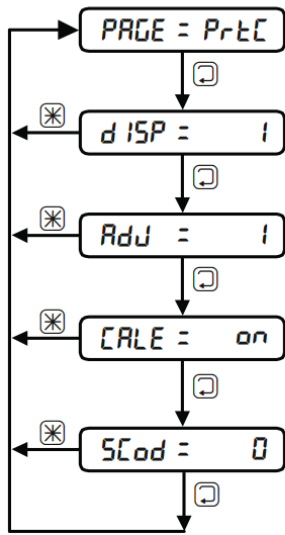 PAGE = PrtC
dISP = 1
AdJ = 1
CALE = on
SCod = 0